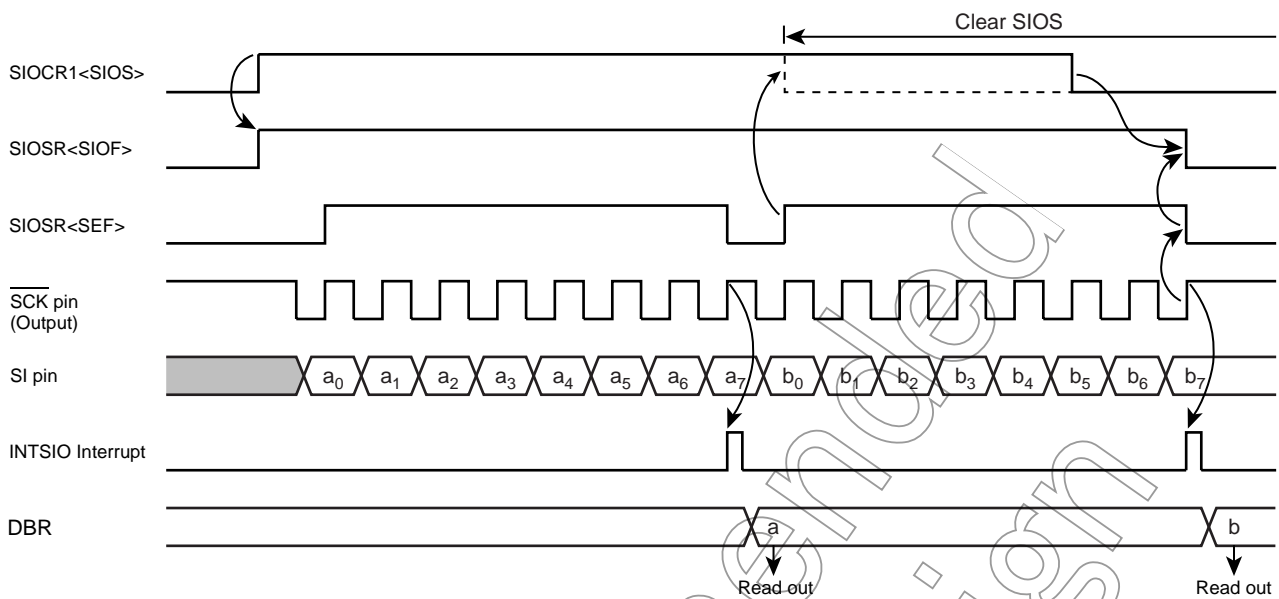 Clear SIOS
SIOCR1<SIOS>
SIOSR<SIOF>
SIOSR<SEF>
SCK pin
(Output)
SI pin
a0 a1 a2 a3 a4 a5 a6 a7 b0 b1 b2 b3 b4 b5 b6 b7
INTSIO Interrupt
DBR
a b
Read out Read out